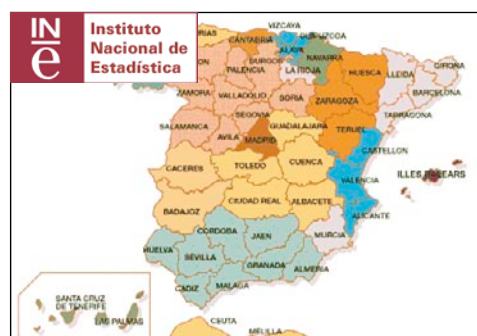 INe
Instituto
Nacional de
Estadística
VIZCAYA
CANTABRIA
ALAVA
NAVARRA
BURGOS
PALENCIA
LA RIOJA
HUESCA
LLEIDA
GIRONA
BARCELONA
ZAMORA
VALLADOLID
SORIA
ZARAGOZA
TARRAGONA
SEGOVIA
SALAMANCA
GUADALAJARA
AVILA
MADRID
TERUEL
CASTELLON
CACERES
TOLEDO
CUENCA
VALENCIA
ILLES BALEARS
CIUDAD REAL
ALBACETE
BADAJOZ
ALICANTE
MURCIA
CORDOBA
JAEN
HUELVA
SEVILLA
GRANADA
ALMERIA
CADIZ
MALAGA
SANTA CRUZ
DE TENERIFE
LAS PALMAS
CEUTA
MELILLA